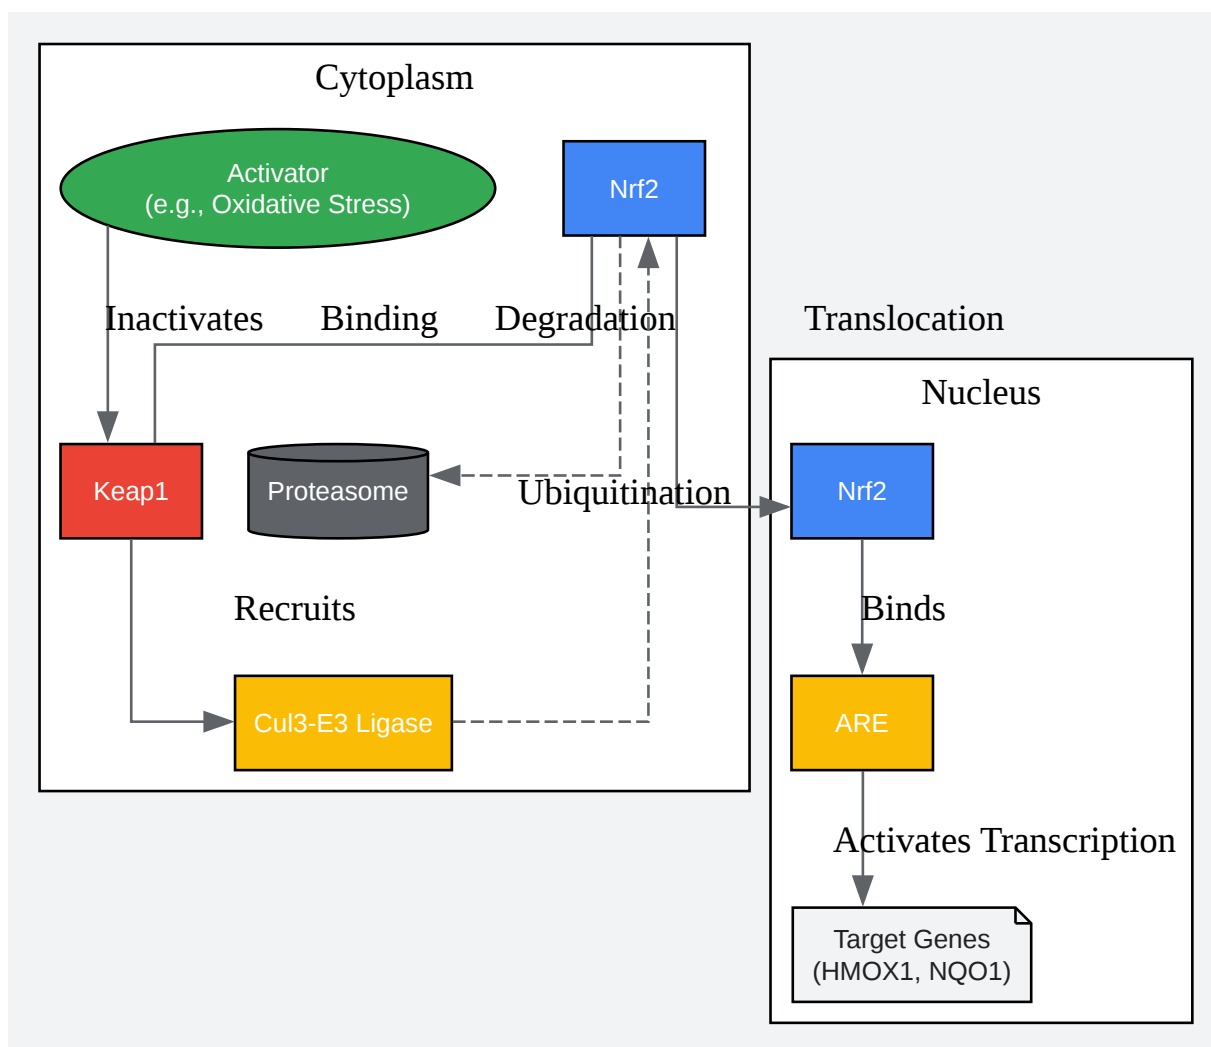 Cytoplasm
Activator
(e.g., Oxidative Stress)
Nrf2
Inactivates
Binding
Degradation
Translocation
Nucleus
Keap1
Proteasome
Ubiquitination
Nrf2
Recruits
Binds
Cul3-E3 Ligase
ARE
Activates Transcription
Target Genes
(HMOX1, NQO1)